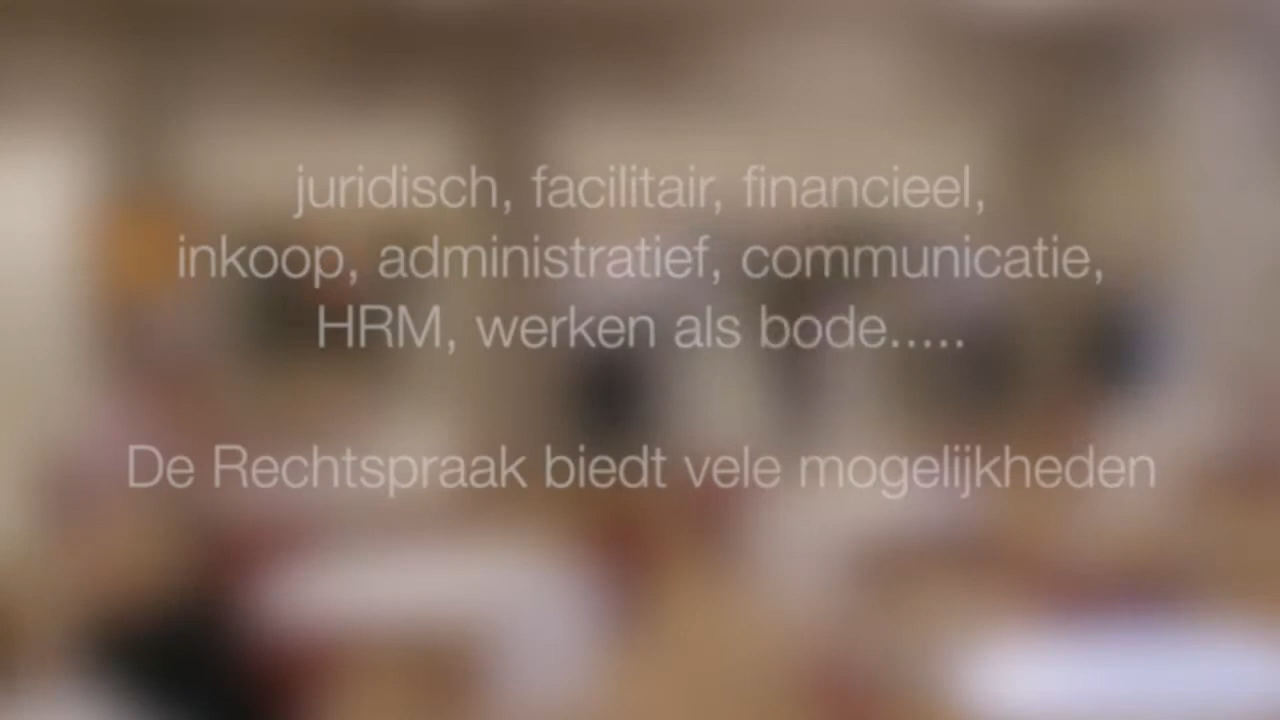 juridisch, facilitair, financieel,
inkoop, administratief, communicatie,
HRM, werken als bode.....
De Rechtspraak biedt vele mogelijkheden